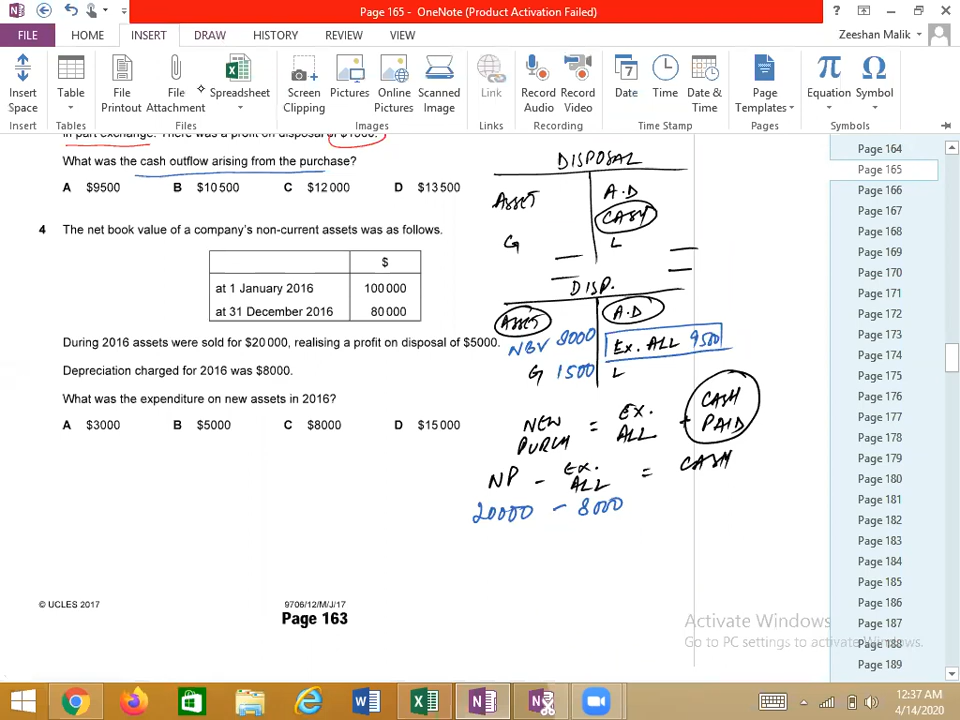 Page 165 - OneNote (Product Activation Failed)
FILE HOME INSERT DRAW HISTORY REVIEW VIEW Zeeshan Malik
Insert Space Table File Printout File Attachment Spreadsheet Screen Clipping Pictures Online Pictures Scanned Image Link Record Audio Record Video Date Time Date & Time Page Templates Equation Symbol
Insert Tables Files Images Links Recording Time Stamp Pages Symbols
in part exchange. There was a profit on disposal of $1500.
What was the cash outflow arising from the purchase?
A $9500 B $10 500 C $12 000 D $13 500
4 The net book value of a company's non-current assets was as follows.
$
at 1 January 2016 100 000
at 31 December 2016 80 000
During 2016 assets were sold for $20 000, realising a profit on disposal of $5000.
Depreciation charged for 2016 was $8000.
What was the expenditure on new assets in 2016?
A $3000 B $5000 C $8000 D $15 000
DISPOSAL
ASSET A.D
CASH
G L
DISP.
ASSET A.D
NBV 8000 EX. ALL 9500
G 1500 L
NEW PURCH = EX. ALL + CASH PAID
NP - EX. ALL = CASH
20000 - 8000
© UCLES 2017 9706/12/M/J/17
Page 163
Page 164
Page 165
Page 166
Page 167
Page 168
Page 169
Page 170
Page 171
Page 172
Page 173
Page 174
Page 175
Page 176
Page 177
Page 178
Page 179
Page 180
Page 181
Page 182
Page 183
Page 184
Page 185
Page 186
Page 187
Page 188
Page 189
Activate Windows
Go to PC settings to activate Windows.
12:37 AM
4/14/2020